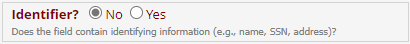 Identifier? No Yes
Does the field contain identifying information (e.g., name, SSN, address)?